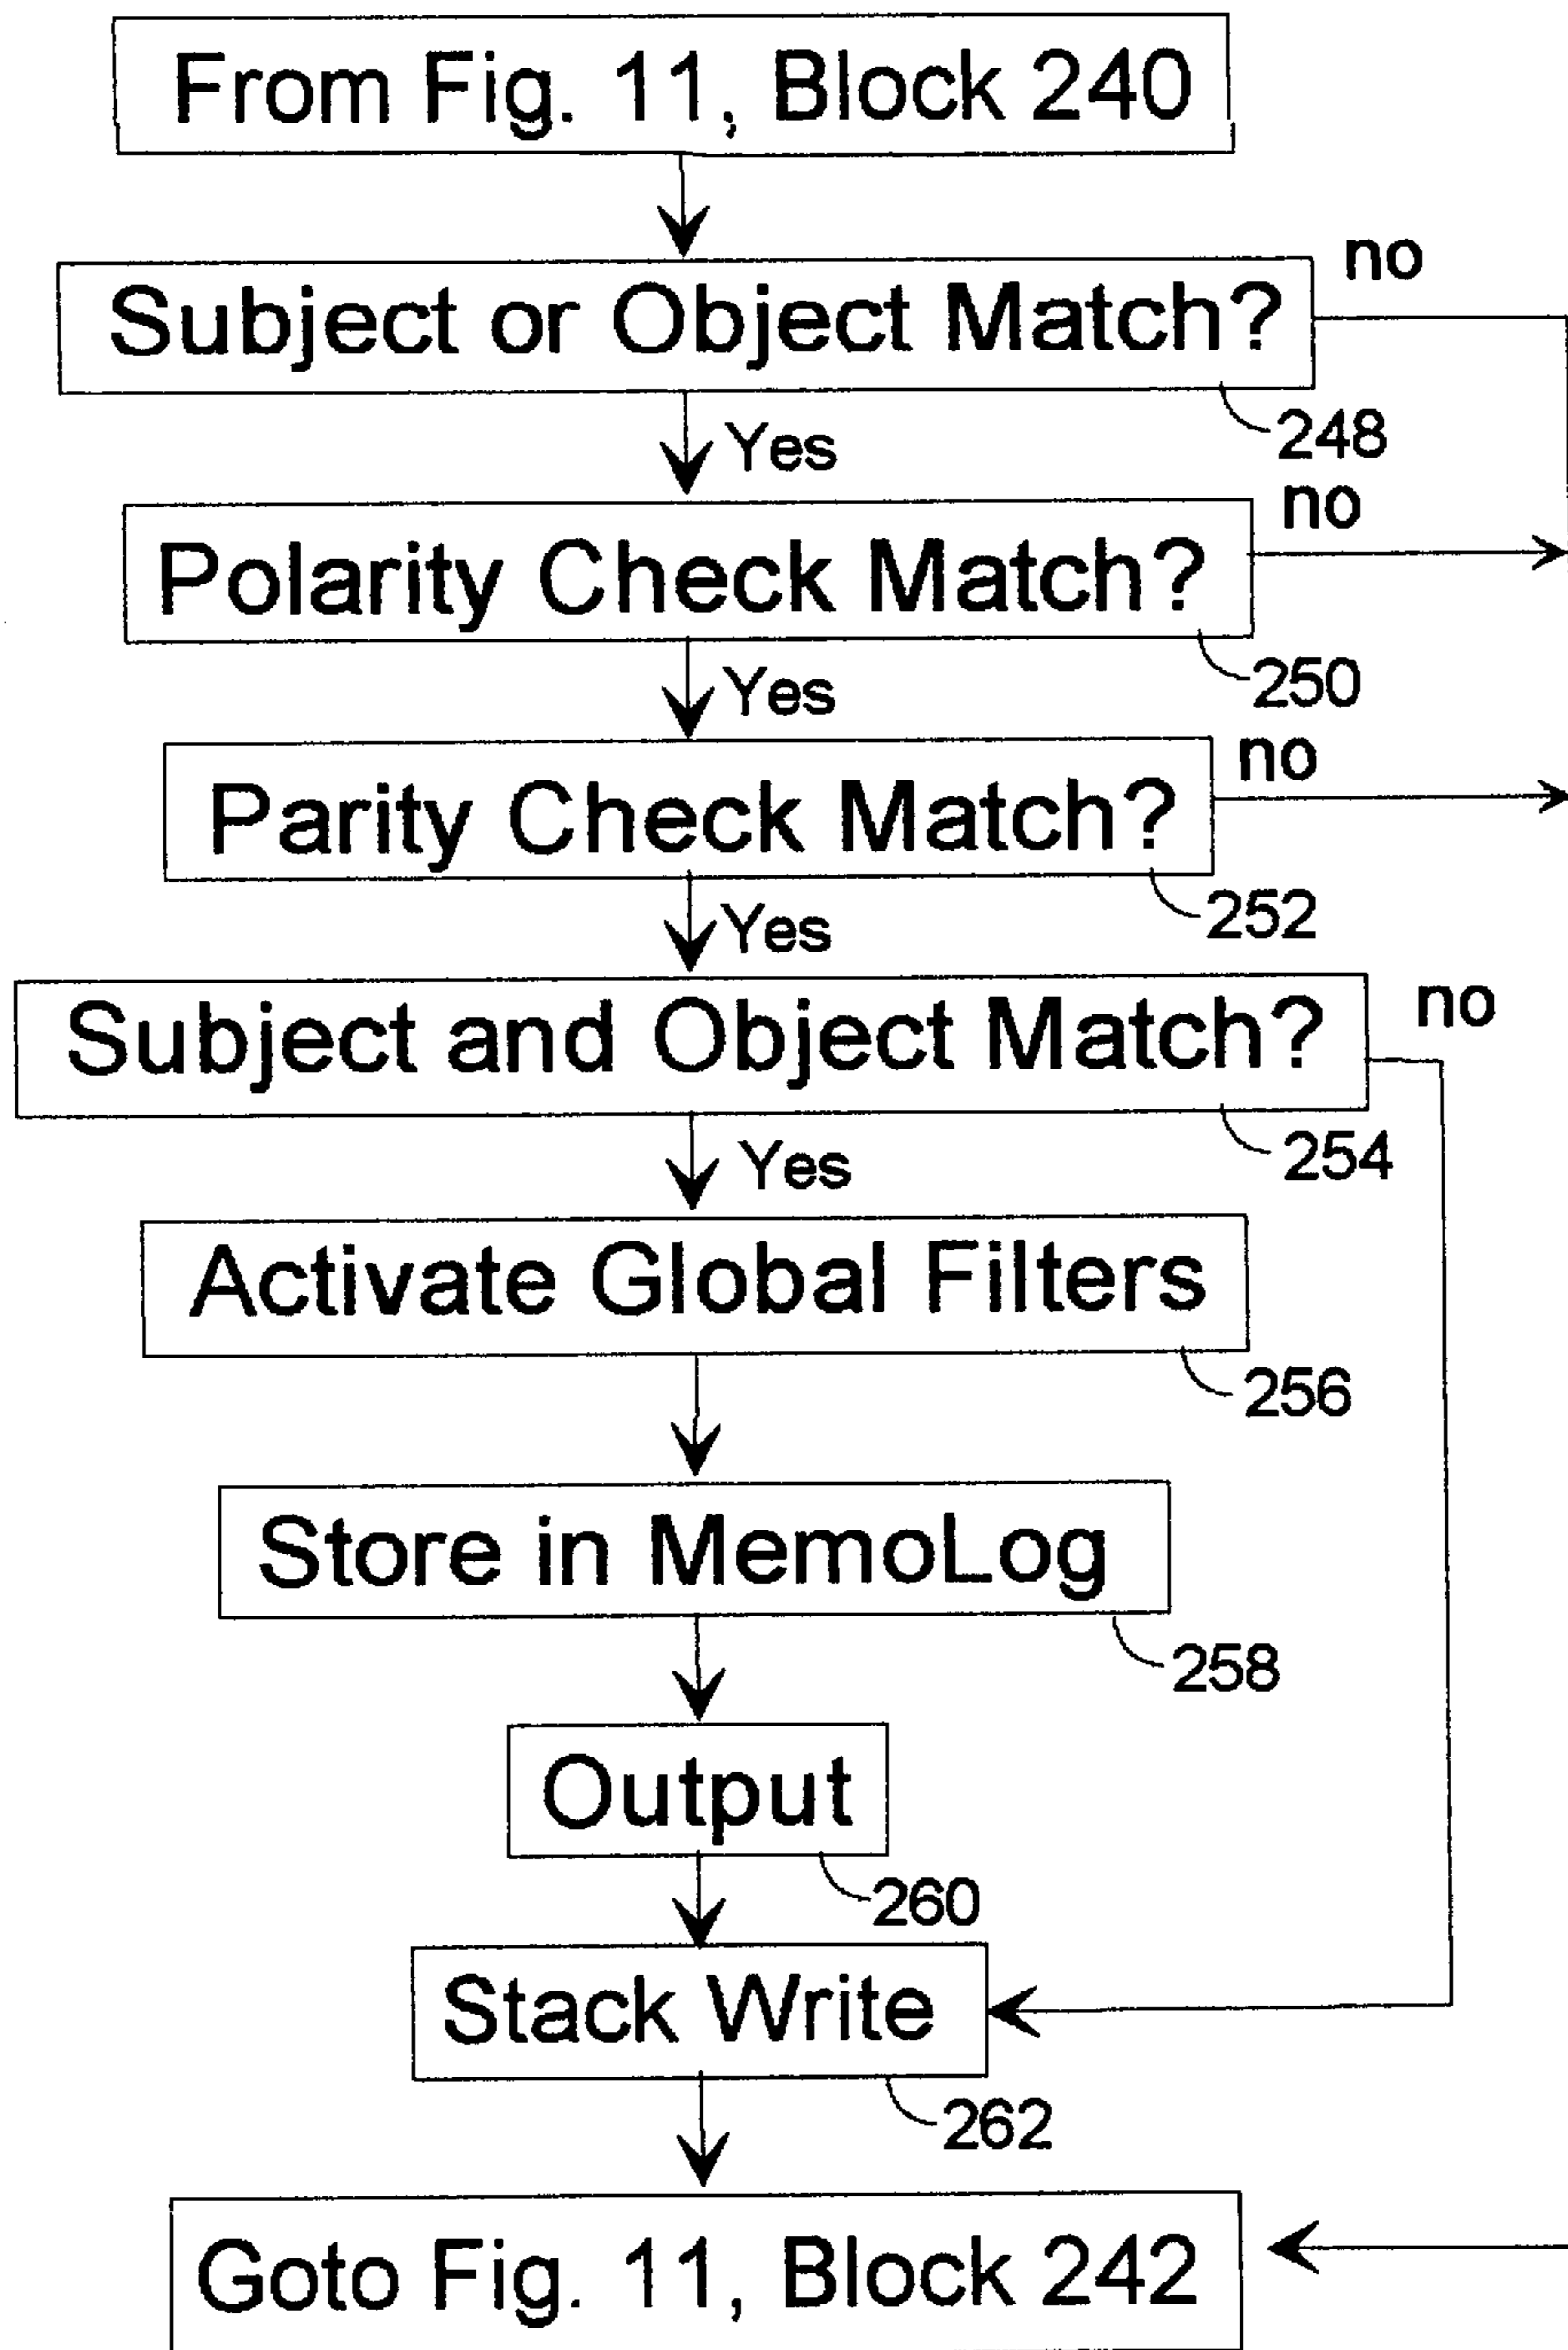 From Fig. 11, Block 240
no
Subject or Object Match?
248
Yes
no
Polarity Check Match?
250
Yes
no
Parity Check Match?
252
Yes
no
Subject and Object Match?
254
Yes
Activate Global Filters
256
Store in MemoLog
258
Output
260
Stack Write
262
Goto Fig. 11, Block 242